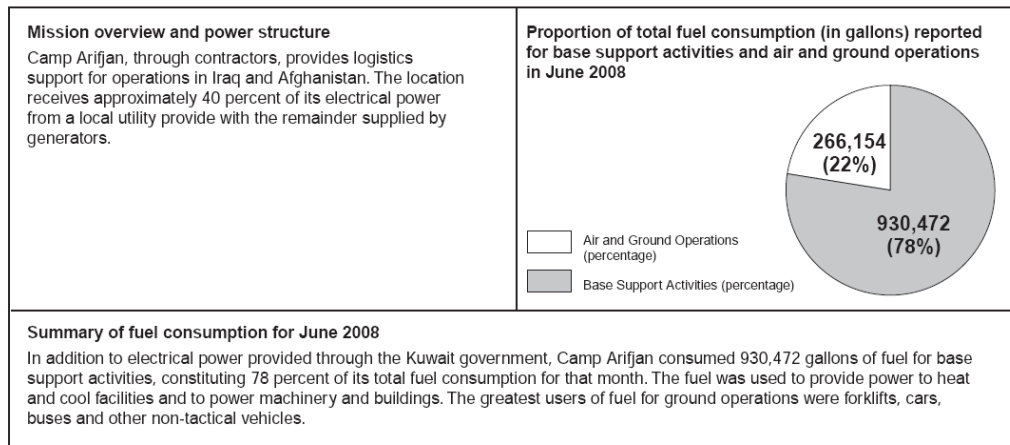 Mission overview and power structure
Camp Arifjan, through contractors, provides logistics
support for operations in Iraq and Afghanistan. The location
receives approximately 40 percent of its electrical power
from a local utility provide with the remainder supplied by
generators.
Proportion of total fuel consumption (in gallons) reported
for base support activities and air and ground operations
in June 2008
266,154
(22%)
930,472
(78%)
Air and Ground Operations
(percentage)
Base Support Activities (percentage)
Summary of fuel consumption for June 2008
In addition to electrical power provided through the Kuwait government, Camp Arifjan consumed 930,472 gallons of fuel for base
support activities, constituting 78 percent of its total fuel consumption for that month. The fuel was used to provide power to heat
and cool facilities and to power machinery and buildings. The greatest users of fuel for ground operations were forklifts, cars,
buses and other non-tactical vehicles.